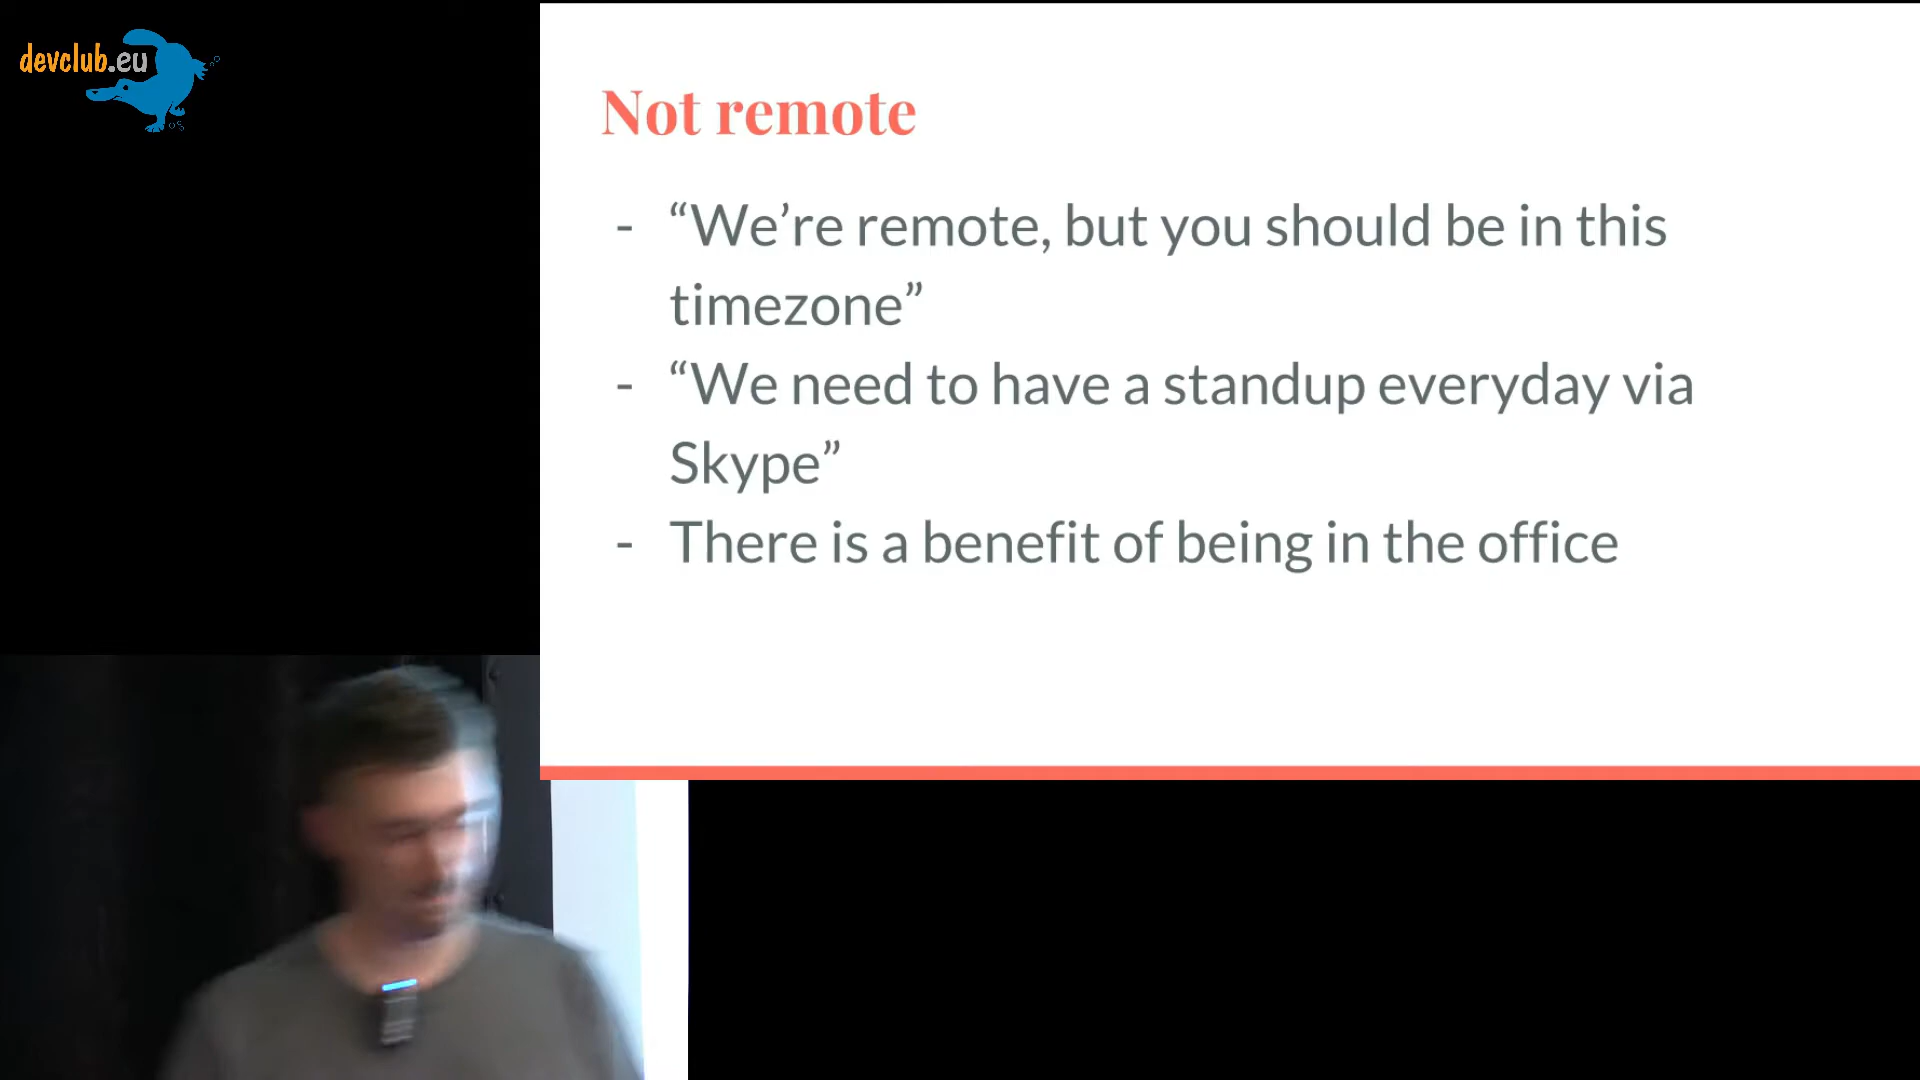 devclub.eu
Not remote
- “We’re remote, but you should be in this
timezone”
- “We need to have a standup everyday via
Skype”
- There is a benefit of being in the office